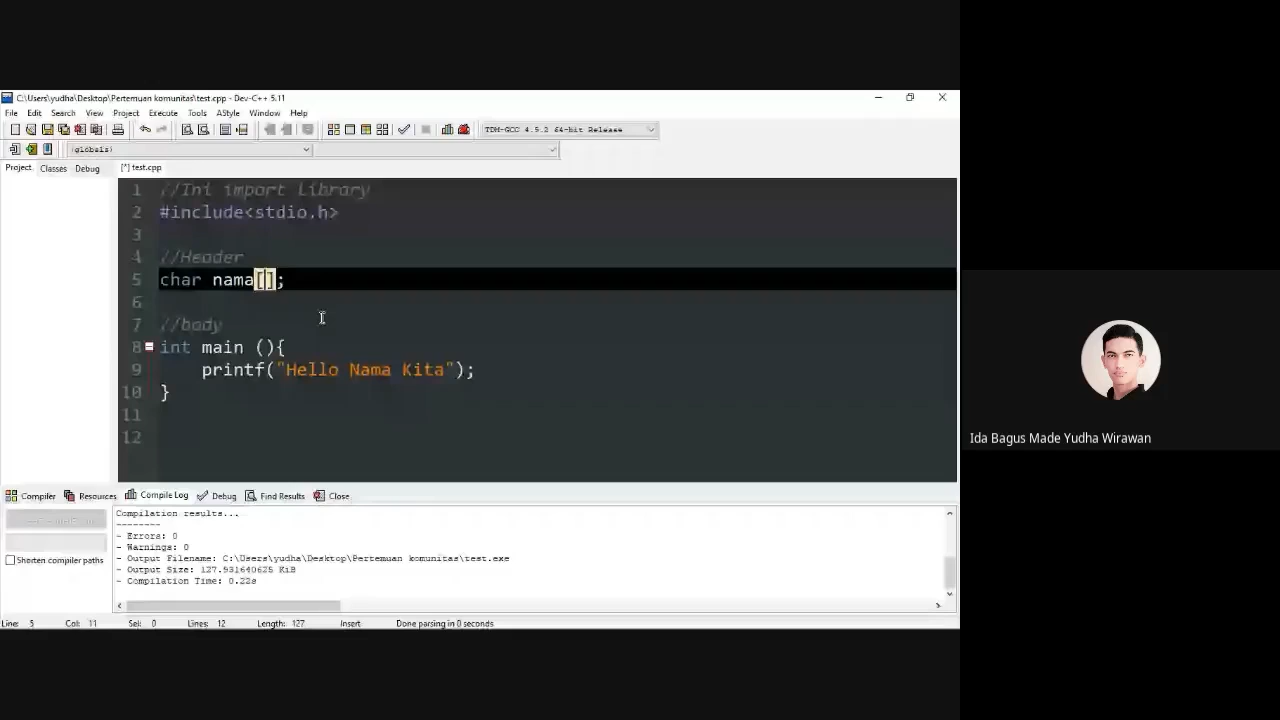 C:\Users\yudha\Desktop\Pertemuan komunitas\test.cpp - Dev-C++ 5.11
File Edit Search View Project Execute Tools AStyle Window Help
TDM-GCC 4.9.2 64-bit Release
(globals)
Project Classes Debug
[*] test.cpp
1 //Ini import Library
2 #include<stdio.h>
3
4 //Header
5 char nama[];
6
7 //body
8 int main (){
9 printf("Hello Nama Kita");
10 }
11
12
Compiler Resources Compile Log Debug Find Results Close
Shorten compiler paths
Compilation results...
--------
- Errors: 0
- Warnings: 0
- Output Filename: C:\Users\yudha\Desktop\Pertemuan komunitas\test.exe
- Output Size: 127.931640625 KiB
- Compilation Time: 0.22s
Line: 5 Col: 11 Sel: 0 Lines: 12 Length: 127 Insert Done parsing in 0 seconds
Ida Bagus Made Yudha Wirawan